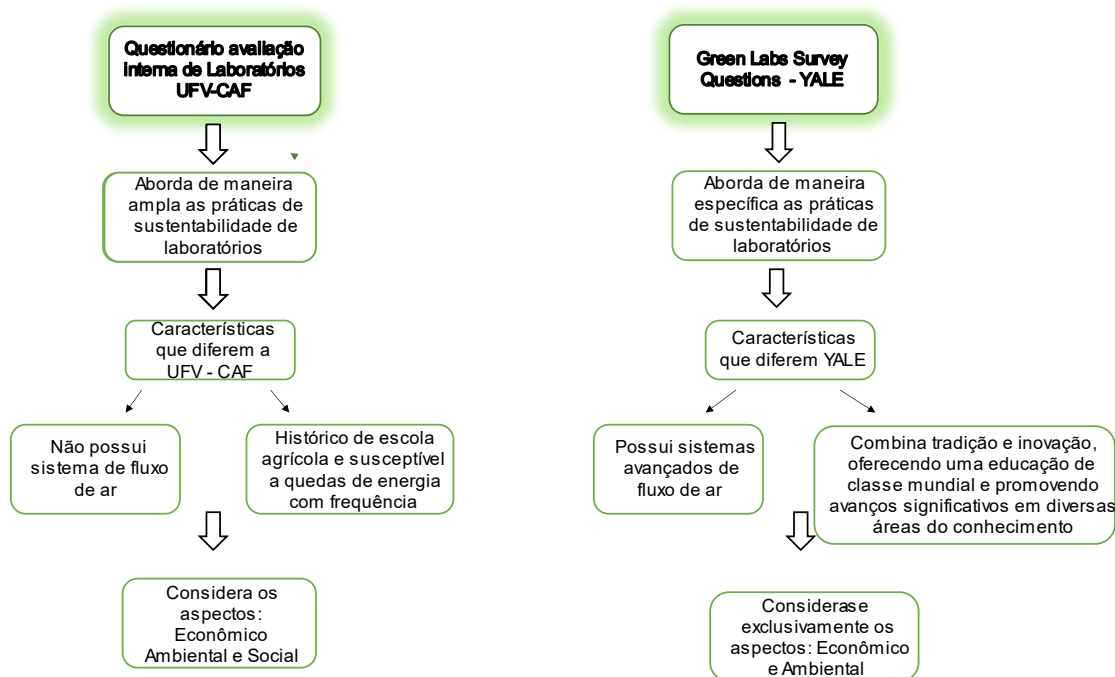 Questionário avaliação
interna de Laboratórios
UFV-CAF
Aborda de maneira
ampla as práticas de
sustentabilidade de
laboratórios
Características
que diferem a
UFV - CAF
Não possui
sistema de fluxo
de ar
Histórico de escola
agrícola e susceptível
a quedas de energia
com frequência
Considera os
aspectos:
Econômico
Ambiental e Social
Green Labs Survey
Questions - YALE
Aborda de maneira
específica as práticas
de sustentabilidade de
laboratórios
Características
que diferem YALE
Possui sistemas
avançados de
fluxo de ar
Combina tradição e inovação,
oferecendo uma educação de
classe mundial e promovendo
avanços significativos em diversas
áreas do conhecimento
Considerase
exclusivamente os
aspectos: Econômico
e Ambiental